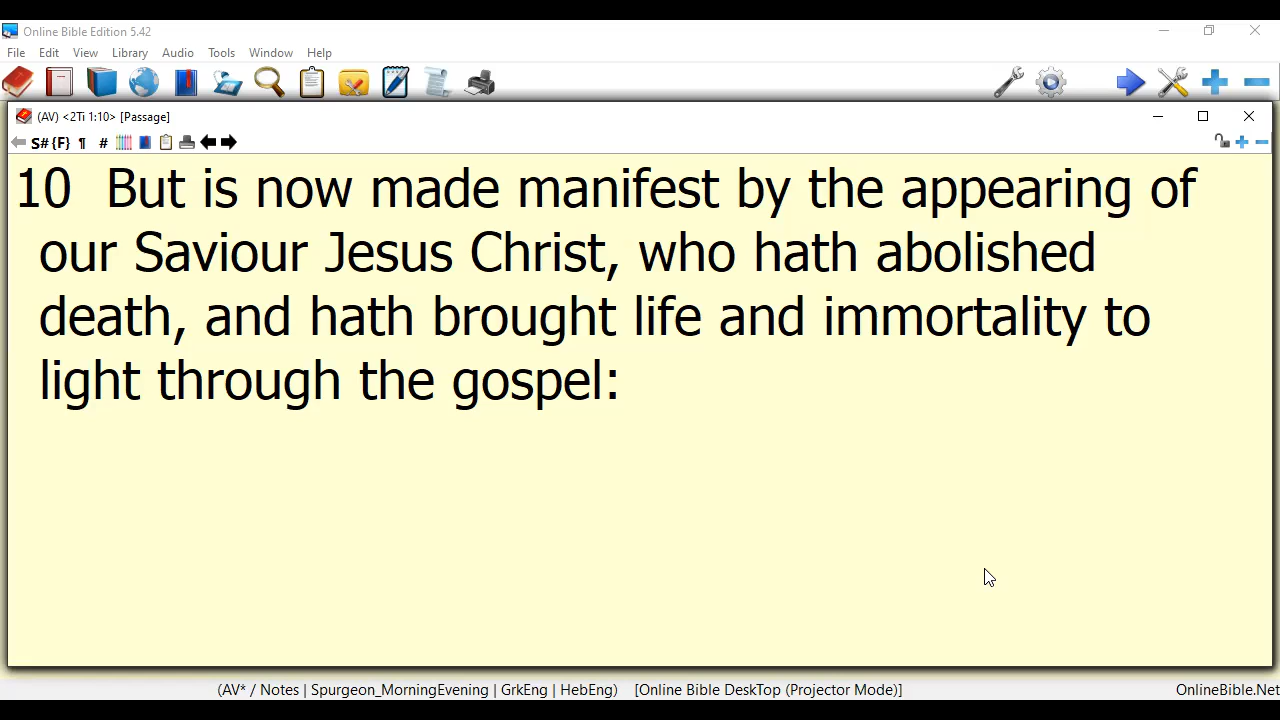 Online Bible Edition 5.42
File Edit View Library Audio Tools Window Help
(AV) <2Ti 1:10> [Passage]
S# {F} ¶ #
10 But is now made manifest by the appearing of
our Saviour Jesus Christ, who hath abolished
death, and hath brought life and immortality to
light through the gospel:
(AV* / Notes | Spurgeon_MorningEvening | GrkEng | HebEng) [Online Bible DeskTop (Projector Mode)] OnlineBible.Net